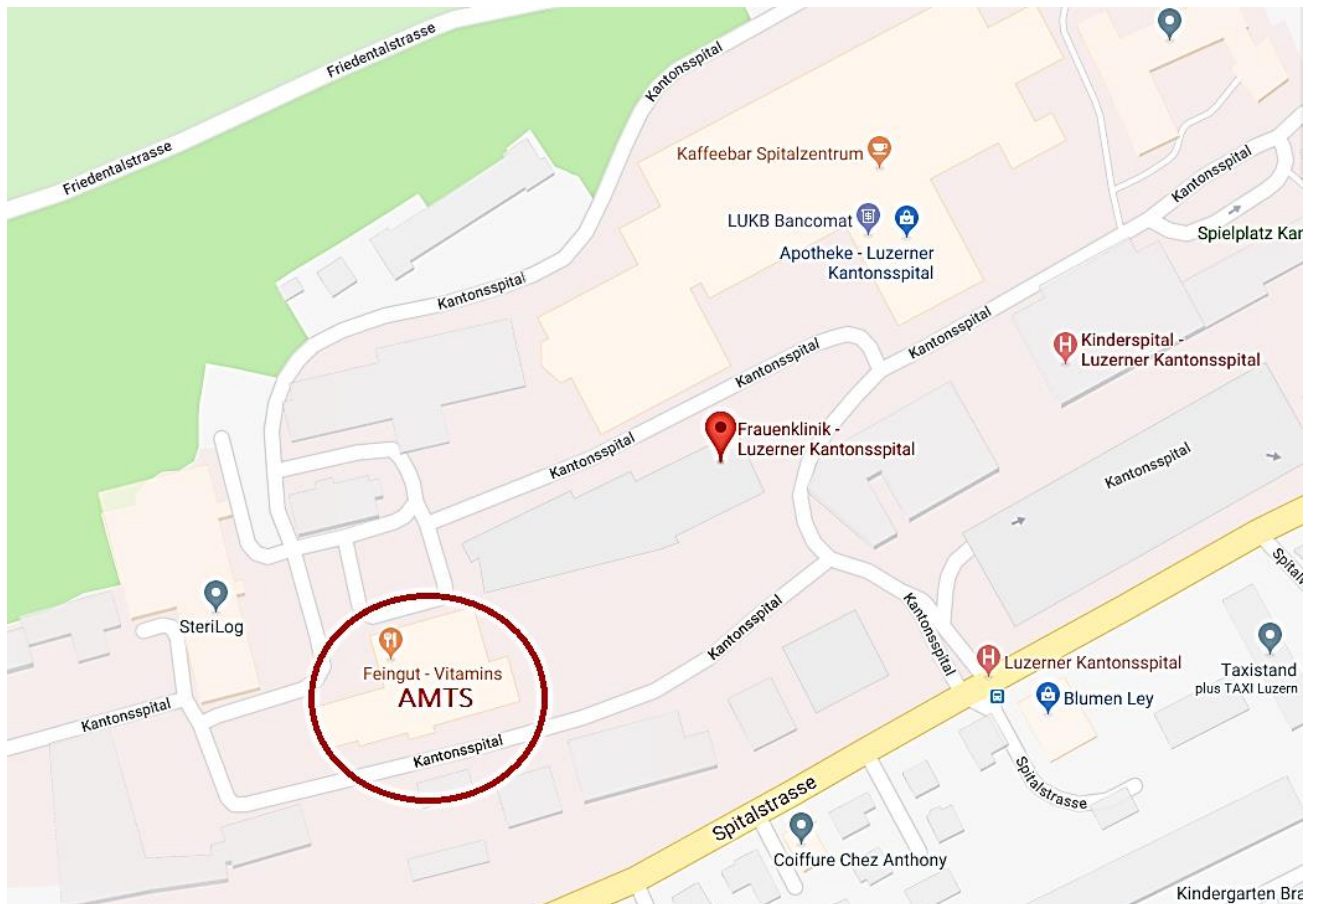 Friedentalstrasse
Kantonsspital
Friedentalstrasse
Kaffeebar Spitalzentrum
Kantonsspital
LUKB Bancomat
Apotheke - Luzerner
Kantonsspital
Spielplatz Kar
Kantonsspital
Kantonsspital
Kinderspital -
Luzerner Kantonsspital
Kantonsspital
Frauenklinik -
Luzerner Kantonsspital
Kantonsspital
Kantonsspital
SteriLog
Kantonsspital
Kantonsspital
Feingut - Vitamins
AMTS
Luzerner Kantonsspital
Taxistand
plus TAXI Luzern
Blumen Ley
Kantonsspital
Kantonsspital
Spitalstrasse
Spitalstrasse
Coiffure Chez Anthony
Kindergarten Bra